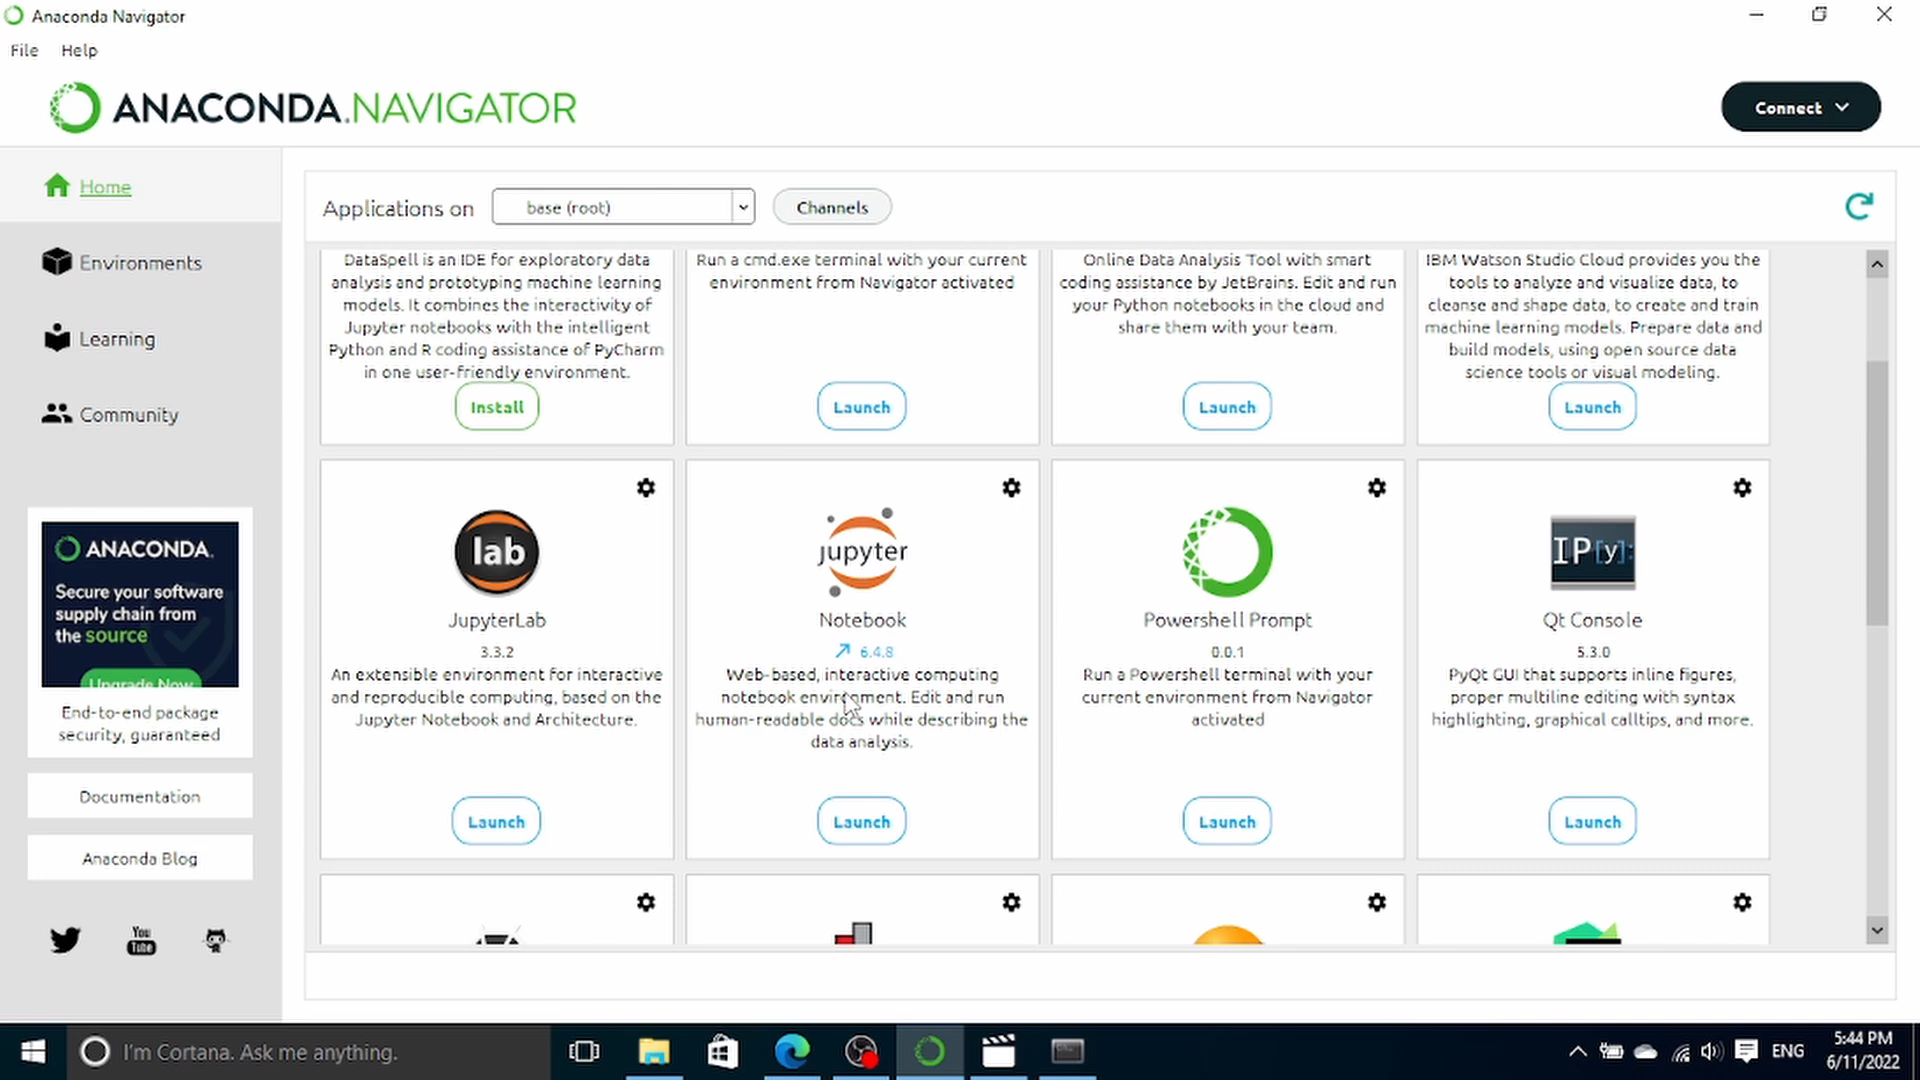 Anaconda Navigator
File Help
ANACONDA.NAVIGATOR
Connect
Home
Environments
Learning
Community
ANACONDA.
Secure your software
supply chain from
the source
Upgrade Now
End-to-end package
security, guaranteed
Documentation
Anaconda Blog
You
Tube
Applications on base (root) Channels
DataSpell is an IDE for exploratory data
analysis and prototyping machine learning
models. It combines the interactivity of
Jupyter notebooks with the intelligent
Python and R coding assistance of PyCharm
in one user-friendly environment.
Install
Run a cmd.exe terminal with your current
environment from Navigator activated
Launch
Online Data Analysis Tool with smart
coding assistance by JetBrains. Edit and run
your Python notebooks in the cloud and
share them with your team.
Launch
IBM Watson Studio Cloud provides you the
tools to analyze and visualize data, to
cleanse and shape data, to create and train
machine learning models. Prepare data and
build models, using open source data
science tools or visual modeling.
Launch
lab
JupyterLab
3.3.2
An extensible environment for interactive
and reproducible computing, based on the
Jupyter Notebook and Architecture.
Launch
jupyter
Notebook
6.4.8
Web-based, interactive computing
notebook environment. Edit and run
human-readable docs while describing the
data analysis.
Launch
Powershell Prompt
0.0.1
Run a Powershell terminal with your
current environment from Navigator
activated
Launch
IP[y]:
Qt Console
5.3.0
PyQt GUI that supports inline figures,
proper multiline editing with syntax
highlighting, graphical calltips, and more.
Launch
I'm Cortana. Ask me anything.
ENG
5:44 PM
6/11/2022